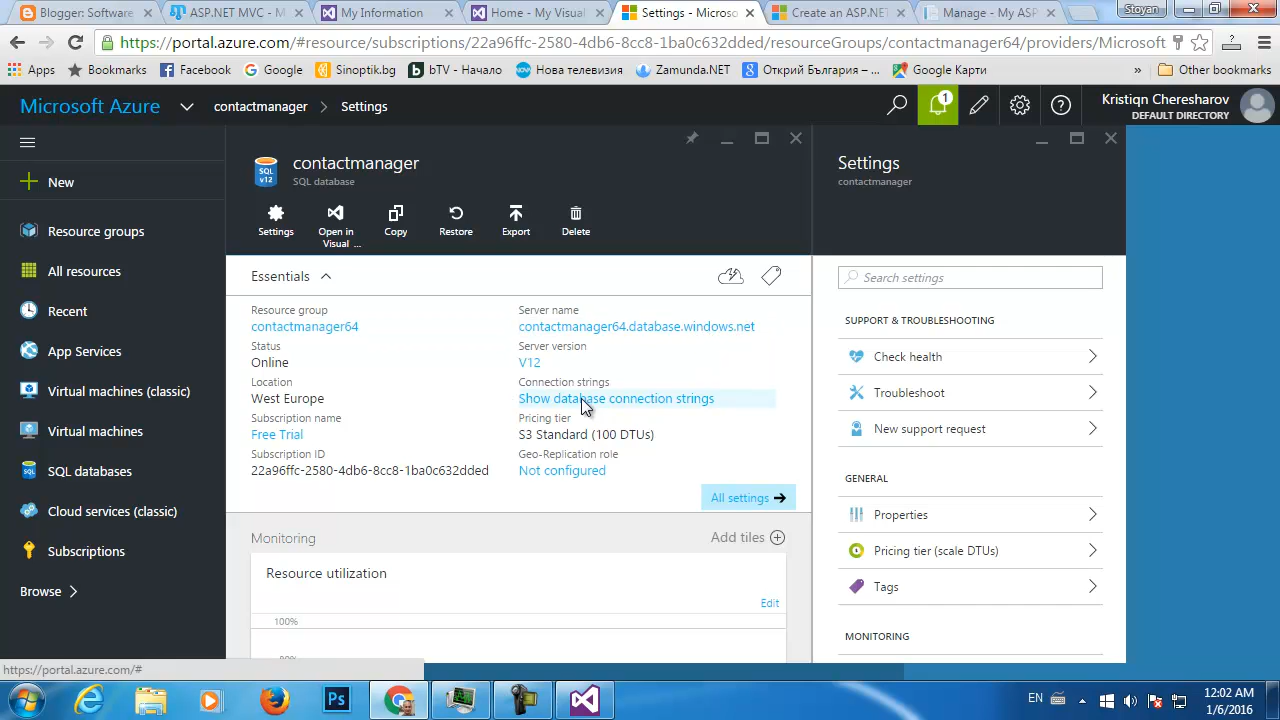 Blogger: Software
ASP.NET MVC - M
My Information
Home - My Visual
Settings - Microso
Create an ASP.NET
Manage - My ASP
Stoyan
https://portal.azure.com/#resource/subscriptions/22a96ffc-2580-4db6-8cc8-1ba0c632dded/resourceGroups/contactmanager64/providers/Microsoft
Apps
Bookmarks
Facebook
Google
Sinoptik.bg
bTV - Начало
Нова телевизия
Zamunda.NET
Открий България – ...
Google Карти
»
Other bookmarks
Microsoft Azure
contactmanager
Settings
1
Kristiqn Cheresharov
DEFAULT DIRECTORY
New
Resource groups
All resources
Recent
App Services
Virtual machines (classic)
Virtual machines
SQL databases
Cloud services (classic)
Subscriptions
Browse
SQL
v12
contactmanager
SQL database
Settings
Open in
Visual ...
Copy
Restore
Export
Delete
Essentials
Resource group
contactmanager64
Status
Online
Location
West Europe
Subscription name
Free Trial
Subscription ID
22a96ffc-2580-4db6-8cc8-1ba0c632dded
Server name
contactmanager64.database.windows.net
Server version
V12
Connection strings
Show database connection strings
Pricing tier
S3 Standard (100 DTUs)
Geo-Replication role
Not configured
All settings
Monitoring
Add tiles
Resource utilization
Edit
100%
80%
Settings
contactmanager
Search settings
SUPPORT & TROUBLESHOOTING
Check health
Troubleshoot
New support request
GENERAL
Properties
Pricing tier (scale DTUs)
Tags
MONITORING
https://portal.azure.com/#
Ps
EN
12:02 AM
1/6/2016